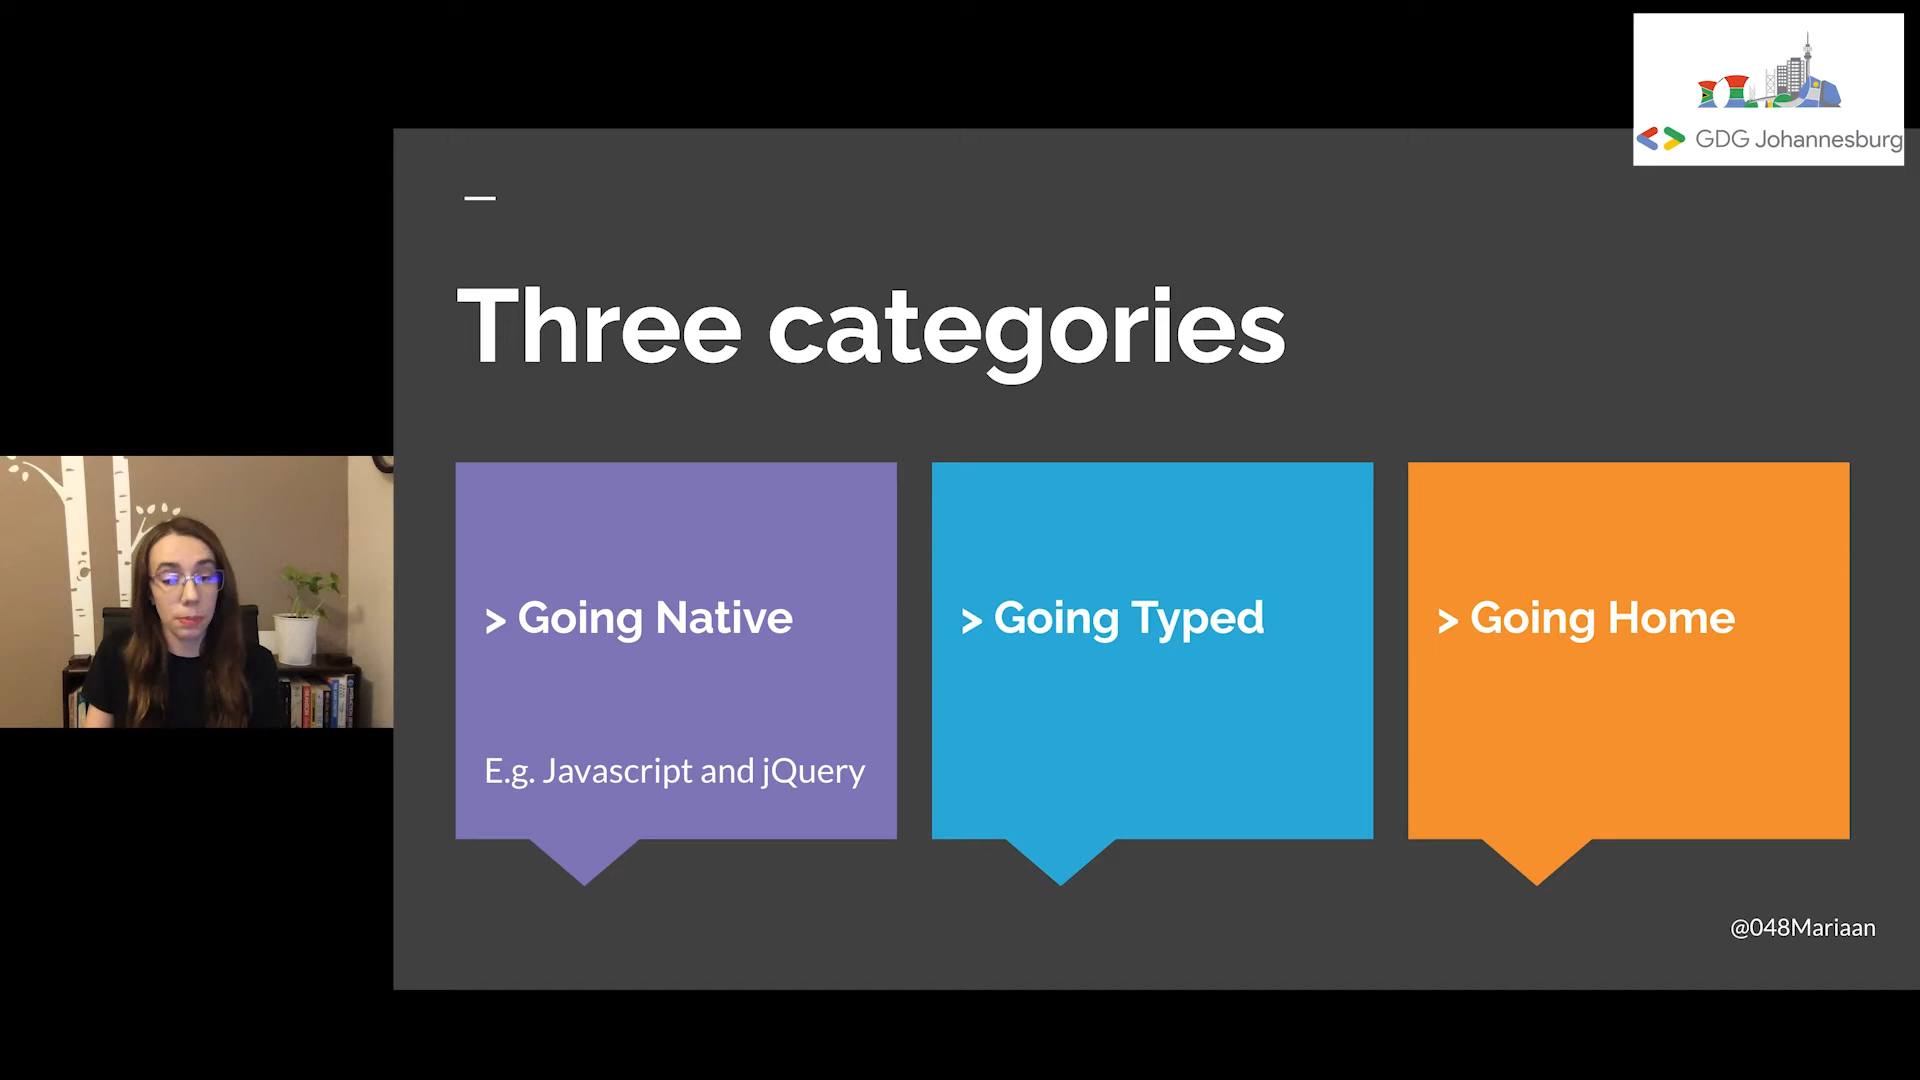 GDG Johannesburg
Three categories
> Going Native
E.g. Javascript and jQuery
> Going Typed
> Going Home
@048Mariaan